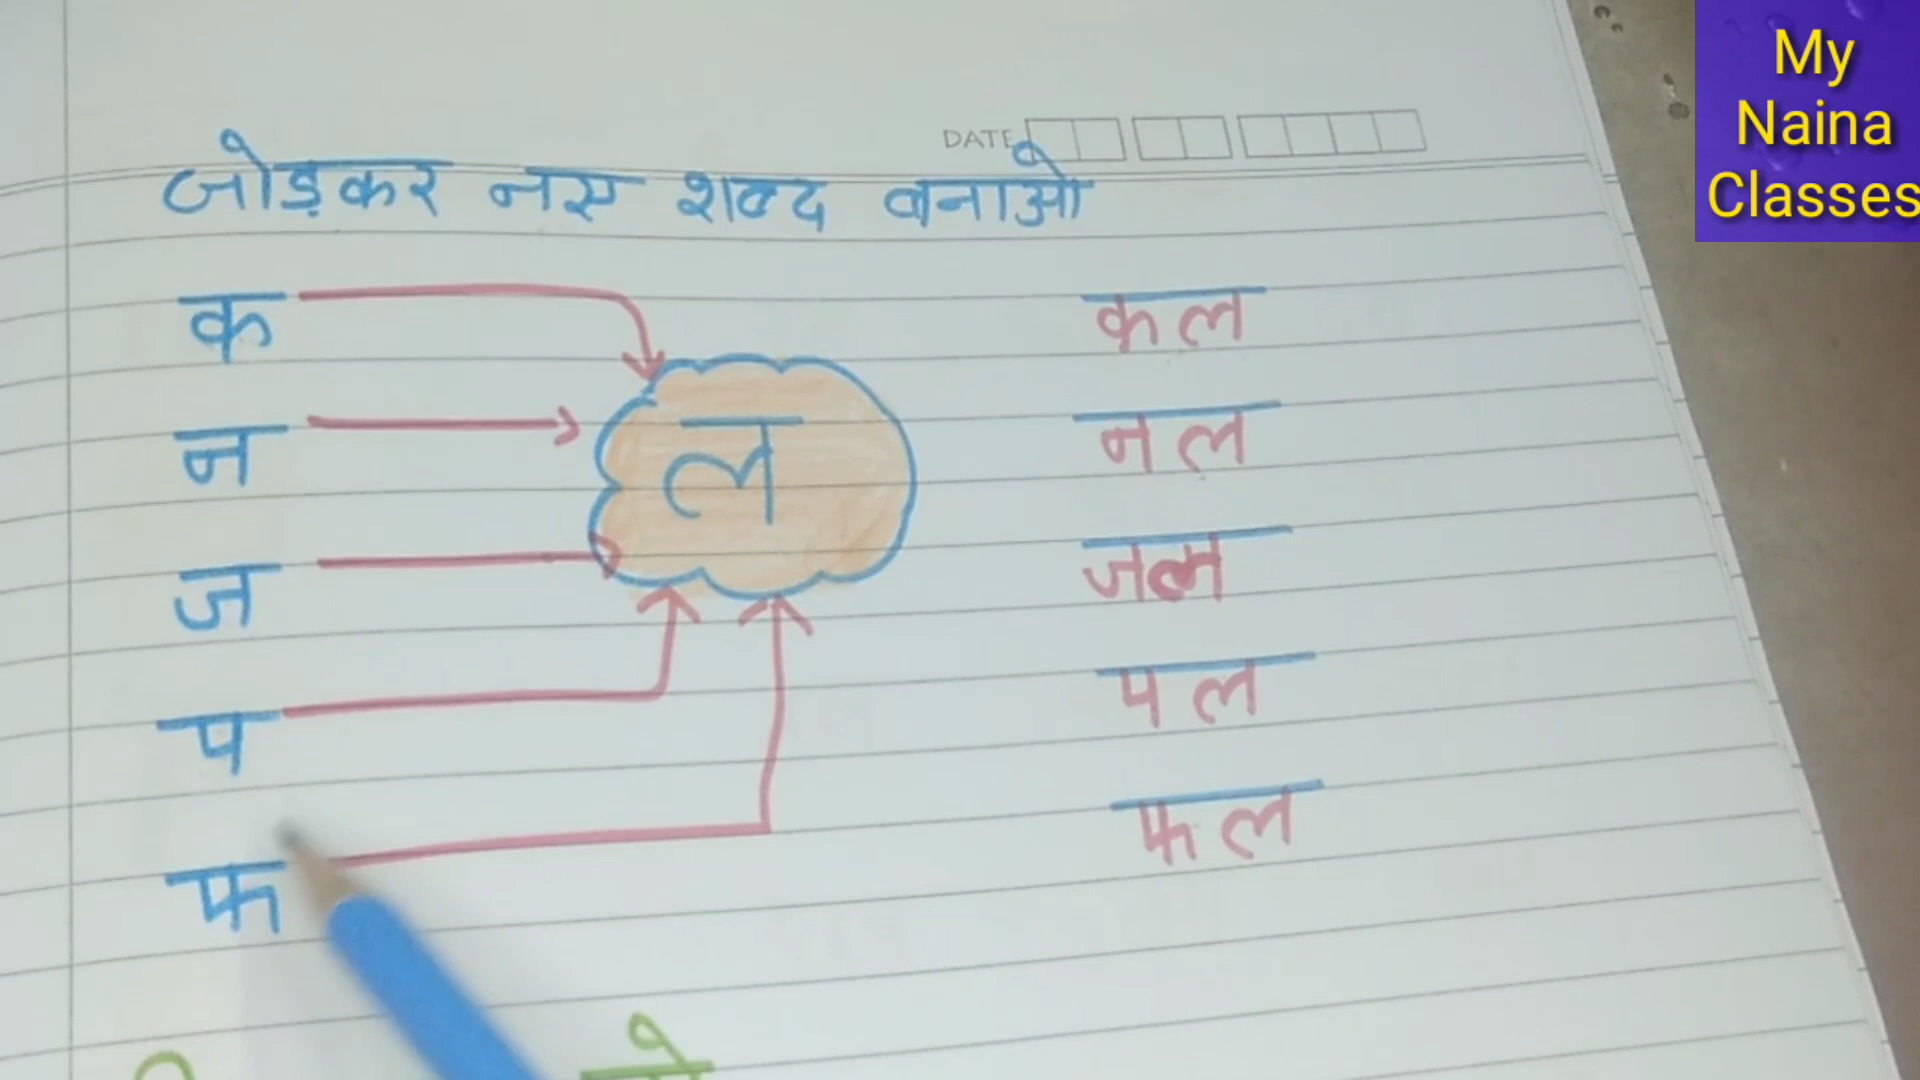 My
Naina
Classes
DATE
जोड़कर नए शब्द बनाओ
क ल कल
न नल
ज जल
प पल
फ फल